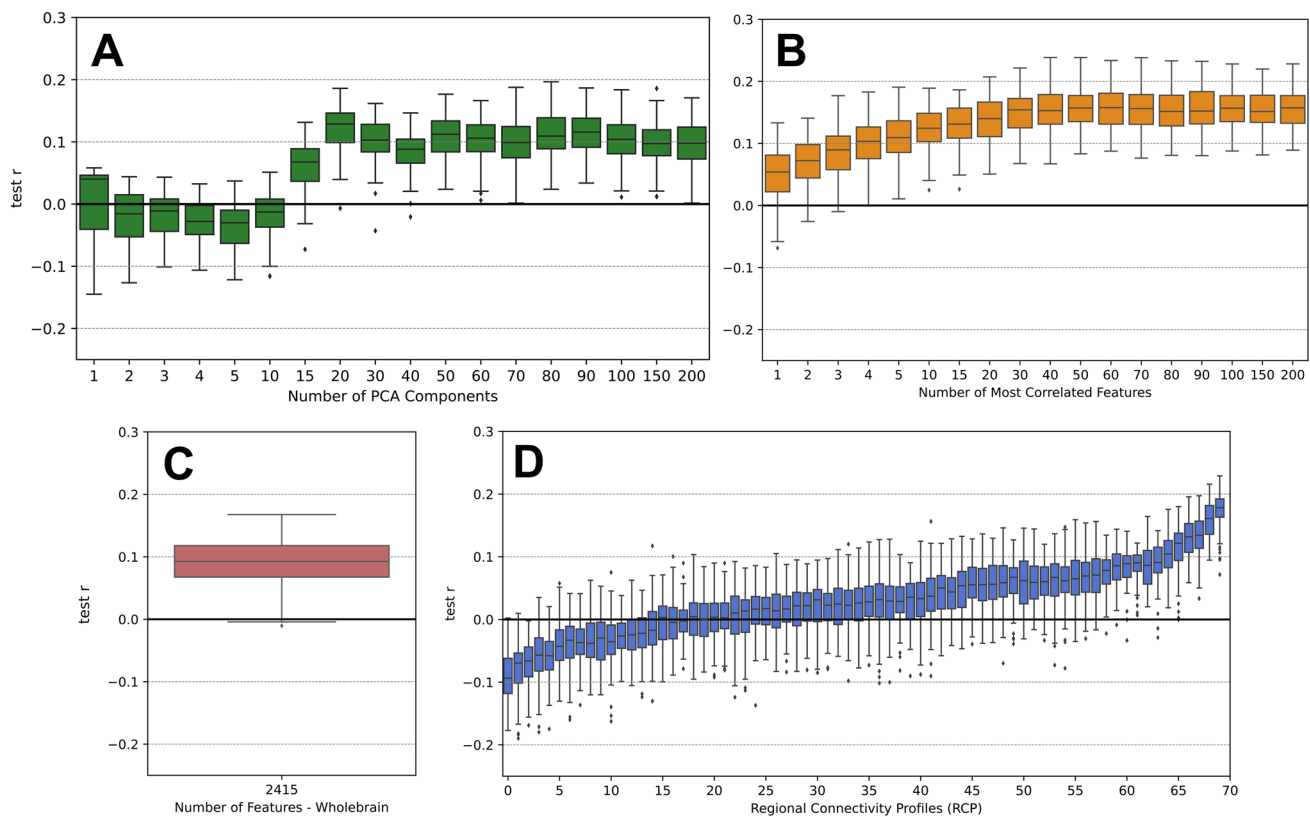 A
0.3
0.2
0.1
0.0
−0.1
−0.2
test r
1 2 3 4 5 10 15 20 30 40 50 60 70 80 90 100 150 200
Number of PCA Components
B
0.3
0.2
0.1
0.0
−0.1
−0.2
1 2 3 4 5 10 15 20 30 40 50 60 70 80 90 100 150 200
Number of Most Correlated Features
C
0.3
0.2
0.1
0.0
−0.1
−0.2
test r
2415
Number of Features - Wholebrain
D
0.3
0.2
0.1
0.0
−0.1
−0.2
test r
0 5 10 15 20 25 30 35 40 45 50 55 60 65 70
Regional Connectivity Profiles (RCP)